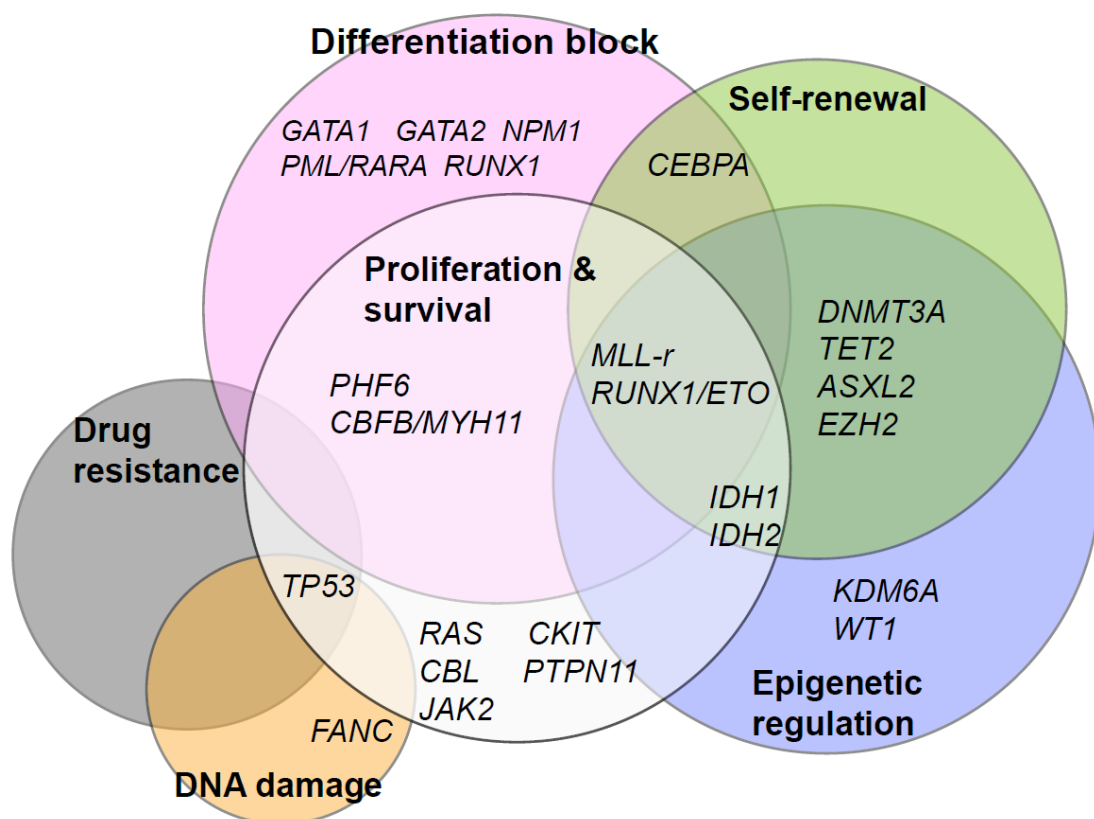 Differentiation block
Self-renewal
GATA1 GATA2 NPM1
PML/RARA RUNX1
CEBPA
Proliferation &
survival
DNMT3A
TET2
ASXL2
EZH2
MLL-r
RUNX1/ETO
PHF6
CBFB/MYH11
Drug
resistance
IDH1
IDH2
TP53
KDM6A
WT1
RAS CKIT
CBL PTPN11
JAK2
Epigenetic
regulation
FANC
DNA damage